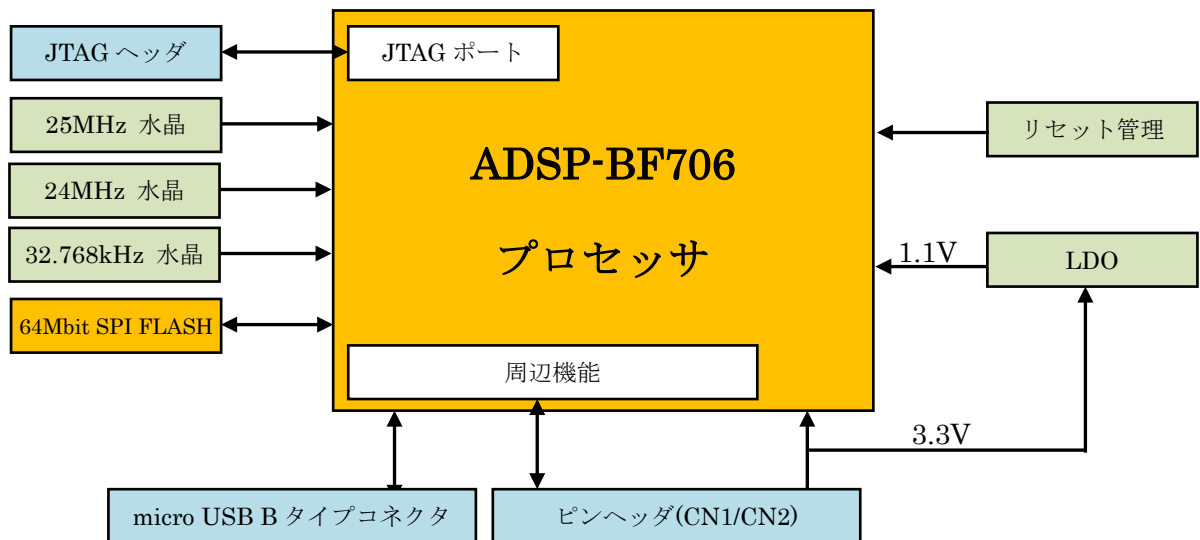 JTAG ヘッダ
JTAG ポート
25MHz 水晶
24MHz 水晶
32.768kHz 水晶
64Mbit SPI FLASH
ADSP-BF706
プロセッサ
リセット管理
1.1V
LDO
周辺機能
3.3V
micro USB B タイプコネクタ
ピンヘッダ(CN1/CN2)